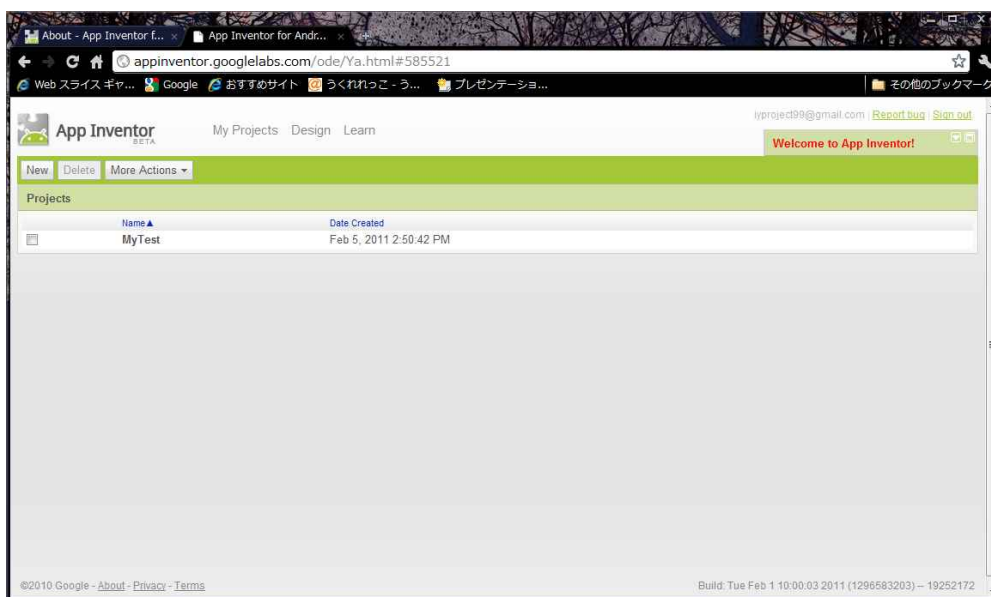 About - App Inventor f...
App Inventor for Andr...
appinventor.googlelabs.com/ode/Ya.html#585521
Web スライス ギャ... Google おすすめサイト うくれれっこ - う... プレゼンテーショ... その他のブックマーク
App Inventor
BETA
My Projects Design Learn
iyproject99@gmail.com | Report bug | Sign out
Welcome to App Inventor!
New Delete More Actions
Projects
Name Date Created
MyTest Feb 5, 2011 2:50:42 PM
©2010 Google - About - Privacy - Terms
Build: Tue Feb 1 10:00:03 2011 (1296583203) -- 19252172